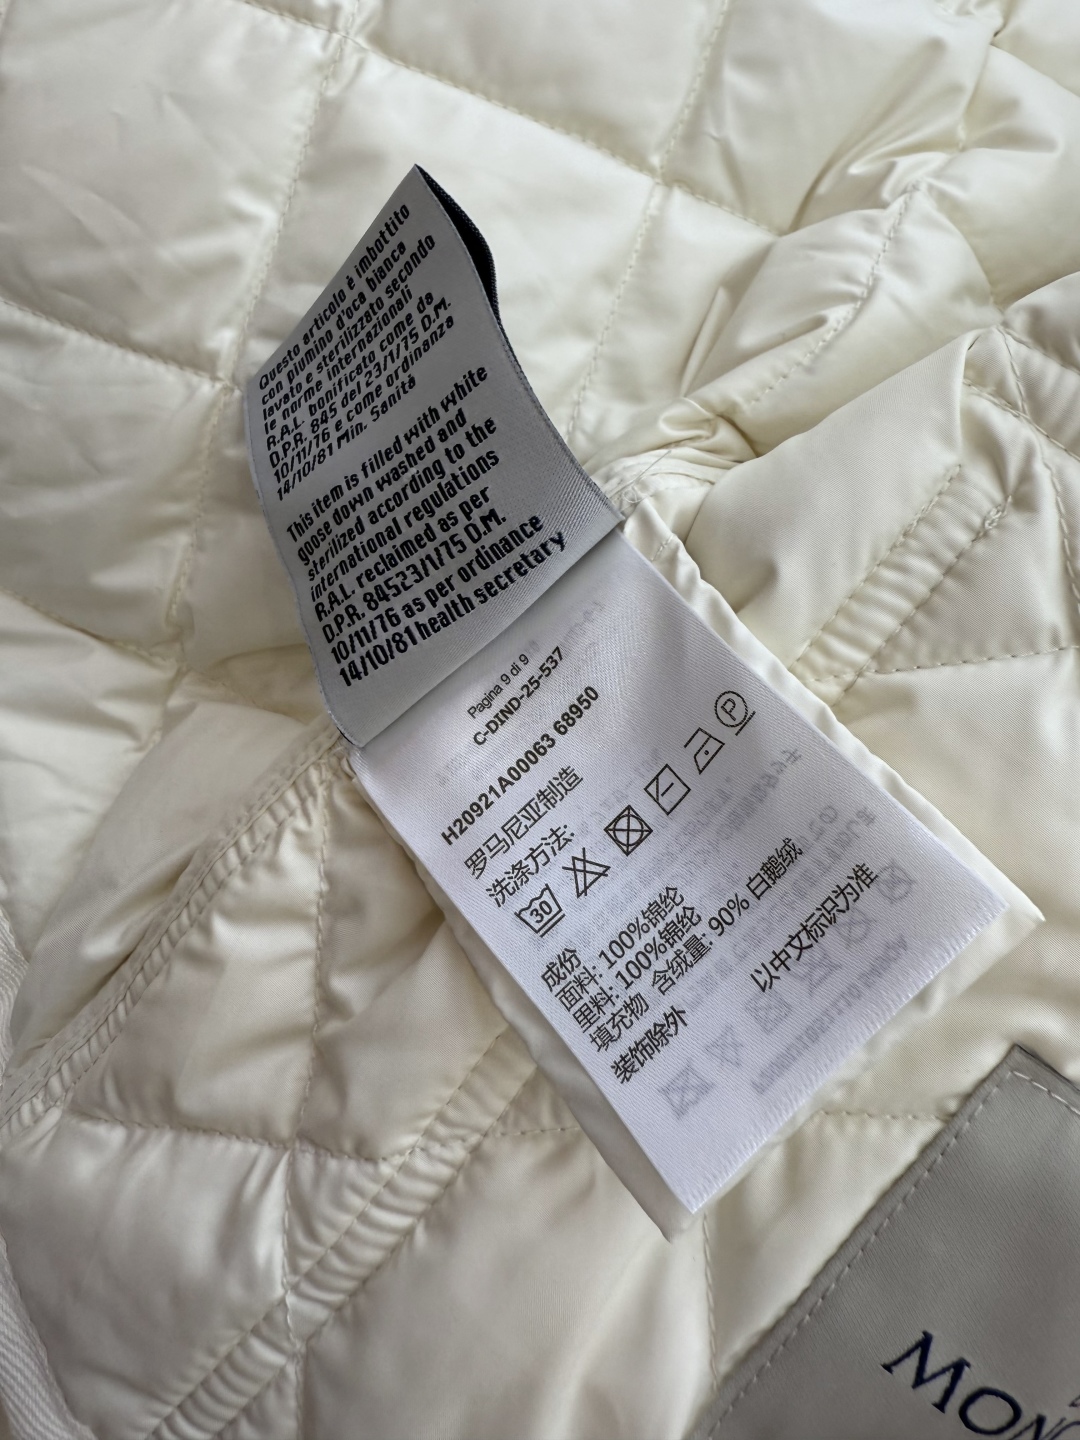 Questo articolo è imbottito
con piumino d'oca bianca
lavato e sterilizzato secondo
le norme internazionali
R.A.L. bonificato come da
D.P.R. 845 del 23/1/75 D.M.
10/11/76 e come ordinanza
14/10/81 Min. Sanità
This item is filled with white
goose down washed and
sterilized according to the
international regulations
R.A.L. reclaimed as per
D.P.R. 84523/1/75 D.M.
10/11/76 as per ordinance
14/10/81 health secretary
Pagina 9 di 9
C-DIND-25-537
H20921A00063 68950
罗马尼亚制造
洗涤方法:
30
P
成份
面料: 100%锦纶
里料: 100%锦纶
填充物 含绒量: 90% 白鹅绒
装饰除外
以中文标识为准